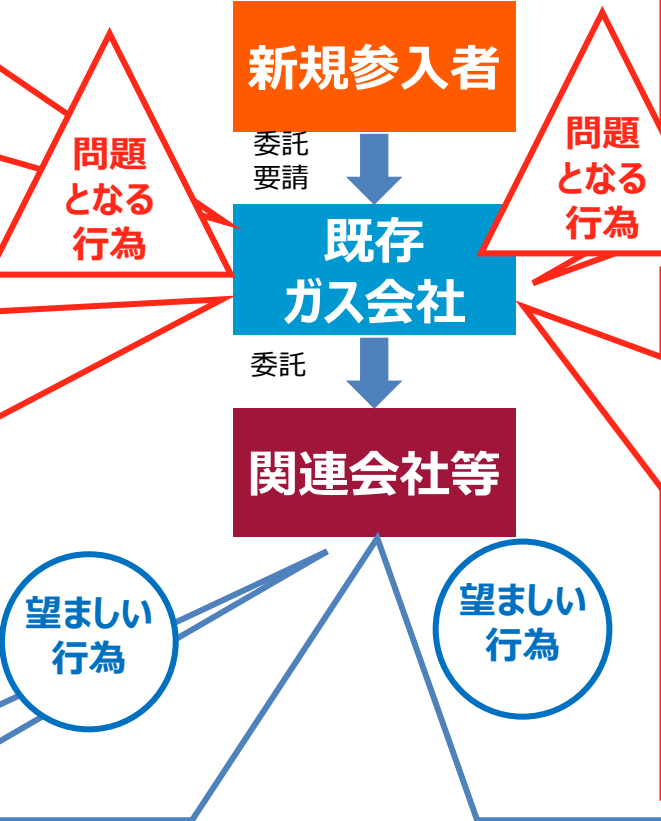 新規参入者
委託
要請
問題
となる
行為
問題
となる
行為
既存
ガス会社
委託
関連会社等
望ましい
行為
望ましい
行為